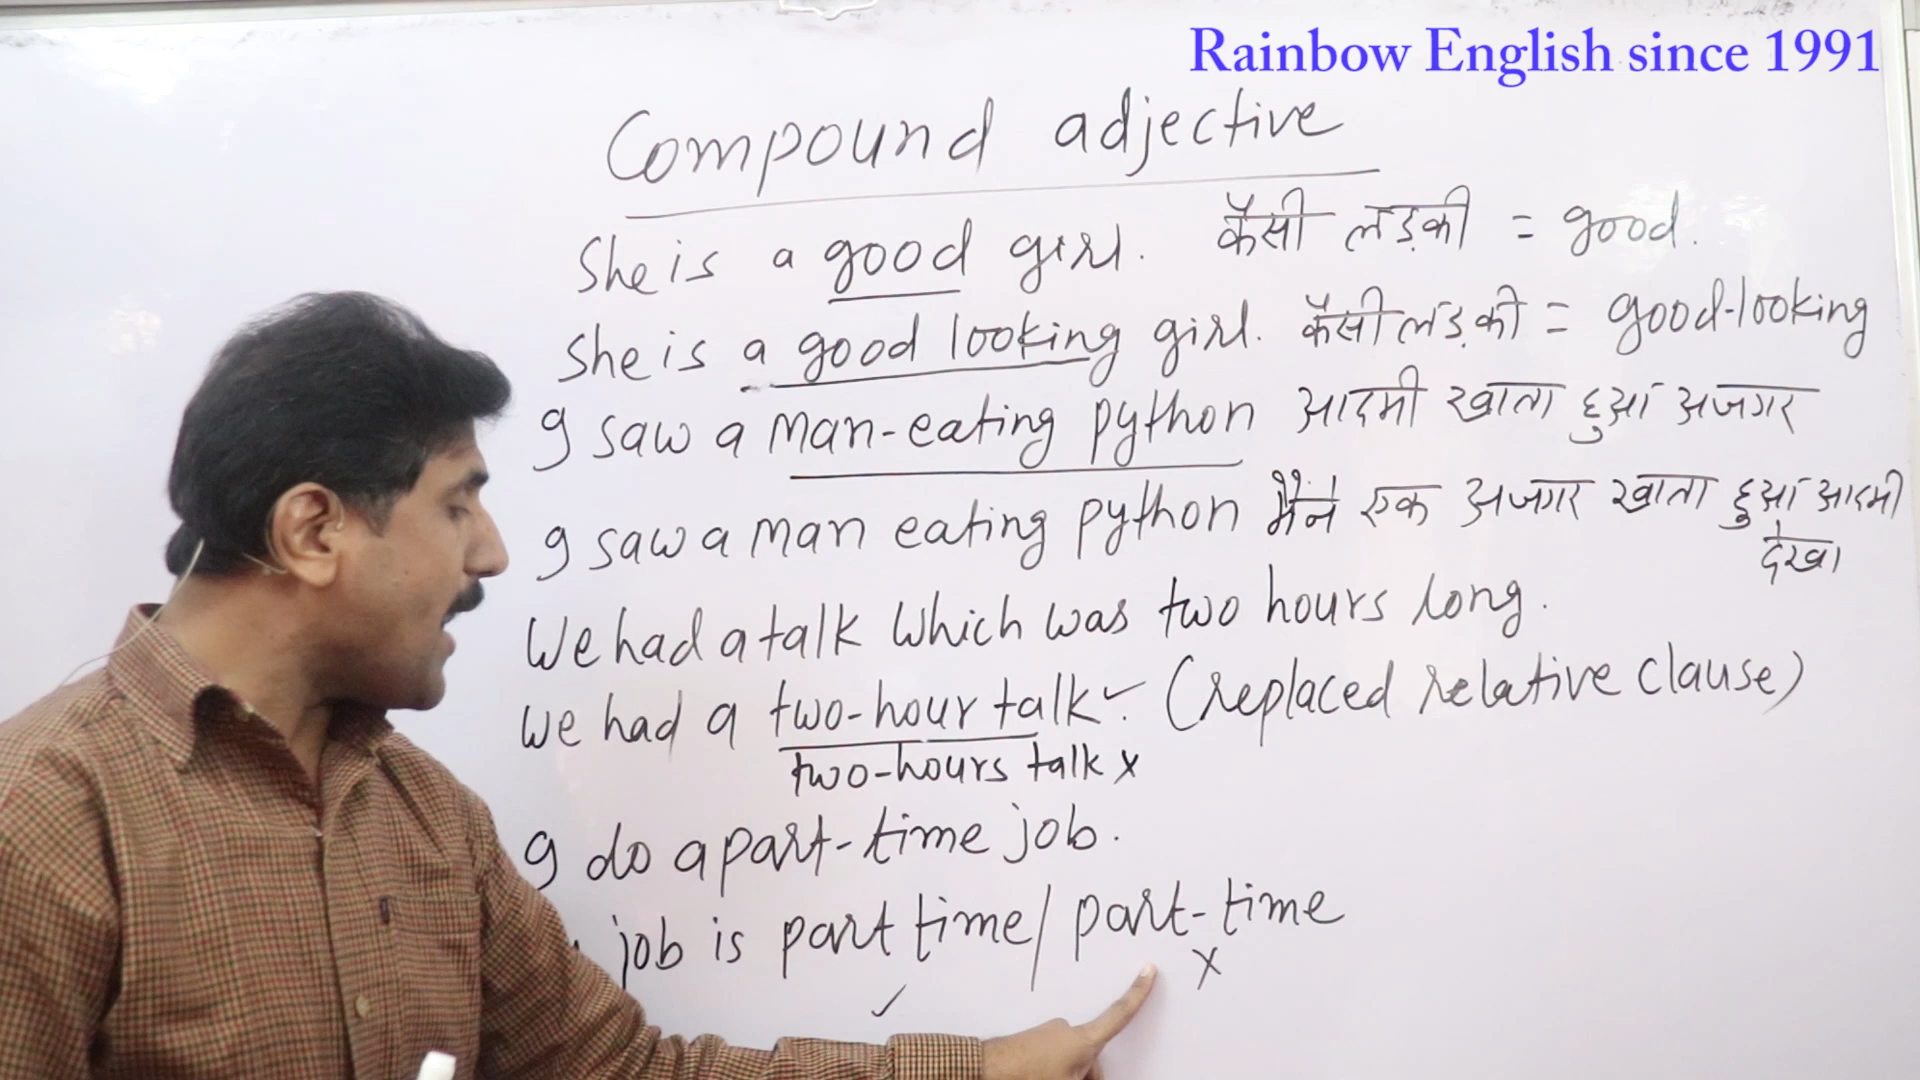 Rainbow English since 1991
Compound adjective
She is a good girl. कैसी लड़की = good.
She is a good looking girl. कैसी लड़की = good-looking
I saw a man-eating python आदमी खाता हुआ अजगर
I saw a man eating python मैंने एक अजगर खाता हुआ आदमी
देखा
We had a talk which was two hours long.
we had a two-hour talk ✓. (replaced relative clause)
two-hours talk x
I do a part-time job.
job is part time/ part-time
✓ x